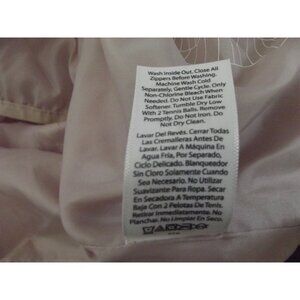 Wash Inside Out. Close All
Zippers Before Washing.
Machine Wash Cold.
Separately, Gentle Cycle. Only
Non-Chlorine Bleach When
Needed. Do Not Use Fabric
Softener. Tumble Dry Low
With 2 Tennis Balls. Remove
Promptly. Do Not Iron. Do
Not Dry Clean.
Lavar Del Revés. Cerrar Todas
Las Cremalleras Antes De
Lavar. Lavar A Máquina En
Agua Fría, Por Separado,
Ciclo Delicado. Blanqueador
Sin Cloro Solamente Cuando
Sea Necesario. No Utilizar
Suavizante Para Ropa. Secar
En Secadora A Temperatura
Baja Con 2 Pelotas De Tenis.
Retirar Inmediatamente. No
Planchar. No Limpiar En Seco.